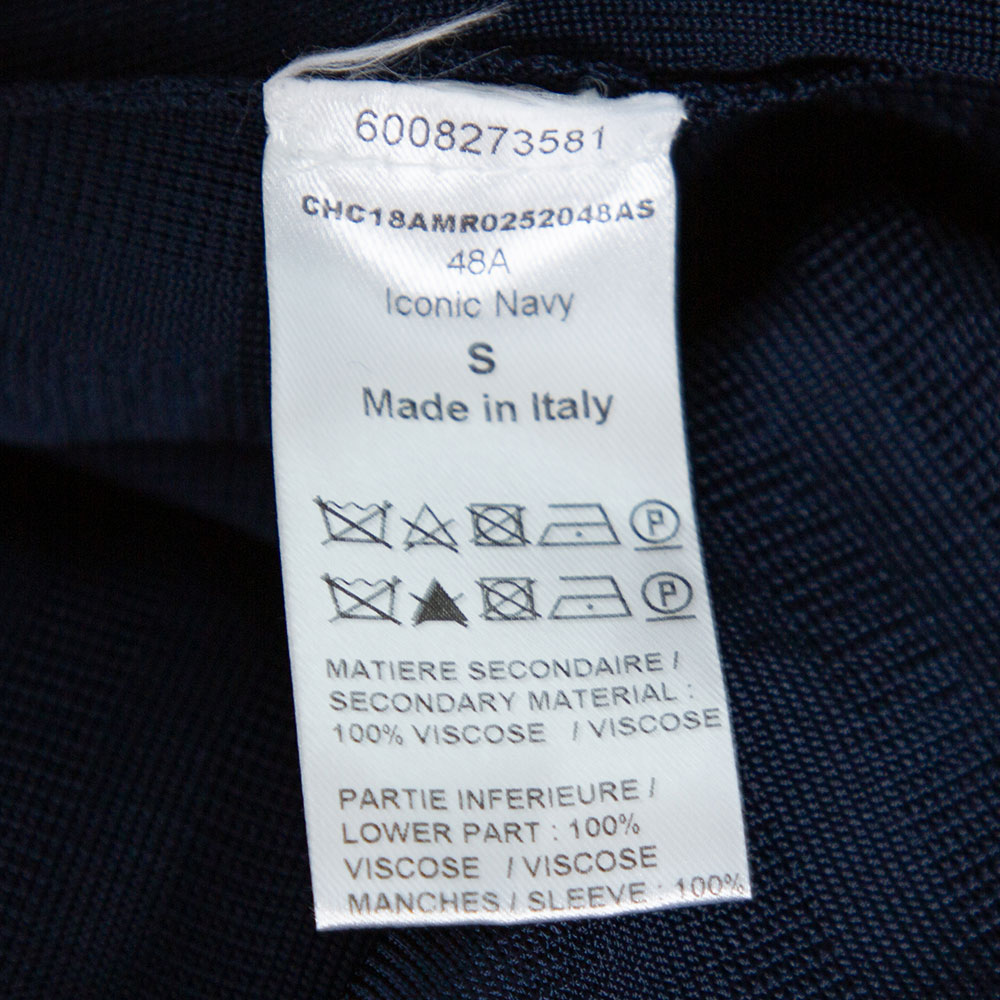 6008273581
CHC18AMR0252048AS
48A
Iconic Navy
S
Made in Italy
P
P
MATIERE SECONDAIRE /
SECONDARY MATERIAL :
100% VISCOSE / VISCOSE
PARTIE INFERIEURE /
LOWER PART : 100%
VISCOSE / VISCOSE
MANCHES / SLEEVE : 100%